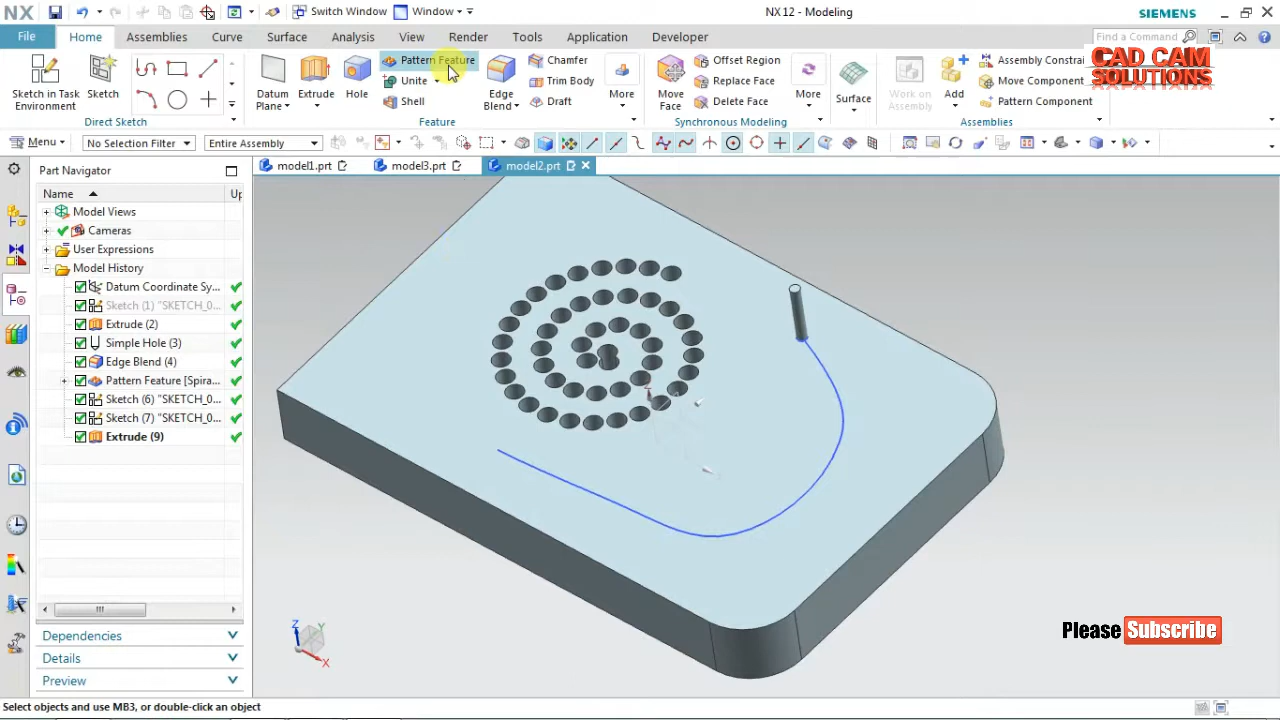 NX
Switch Window
Window
NX 12 - Modeling
SIEMENS
File
Home
Assemblies
Curve
Surface
Analysis
View
Render
Tools
Application
Developer
Find a Command
CAD CAM
SOLUTIONS
Sketch in Task
Environment
Sketch
Direct Sketch
Datum
Plane
Extrude
Hole
Pattern Feature
Unite
Shell
Edge
Blend
Chamfer
Trim Body
Draft
More
Feature
Move
Face
Offset Region
Replace Face
Delete Face
More
Synchronous Modeling
Surface
Work on
Assembly
Add
Assembly Constrai
Move Component
Pattern Component
Assemblies
Menu
No Selection Filter
Entire Assembly
Part Navigator
model1.prt
model3.prt
model2.prt
Name
Up
Model Views
Cameras
User Expressions
Model History
Datum Coordinate Sy...
Sketch (1) "SKETCH_0...
Extrude (2)
Simple Hole (3)
Edge Blend (4)
Pattern Feature [Spira...
Sketch (6) "SKETCH_0...
Sketch (7) "SKETCH_0...
Extrude (9)
Dependencies
Details
Preview
Z
Y
X
Please Subscribe
Select objects and use MB3, or double-click an object